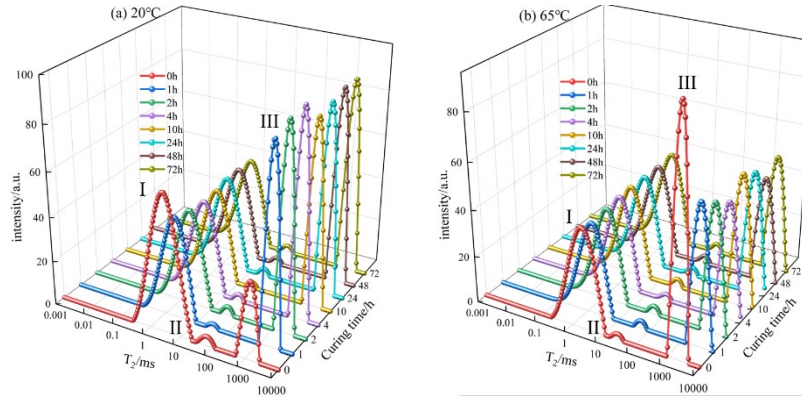 (a) 20℃
100
80
60
40
20
0
intensity/a.u.
0h
1h
2h
4h
10h
24h
48h
72h
I
II
III
0.001
0.01
0.1
1
10
100
1000
10000
T2/ms
0
1
2
4
10
24
48
72
Curing time/h
(b) 65℃
80
60
40
20
0
intensity/a.u.
0h
1h
2h
4h
10h
24h
48h
72h
I
II
III
0.001
0.01
0.1
1
10
100
1000
10000
T2/ms
0
1
2
4
10
24
48
72
Curing time/h